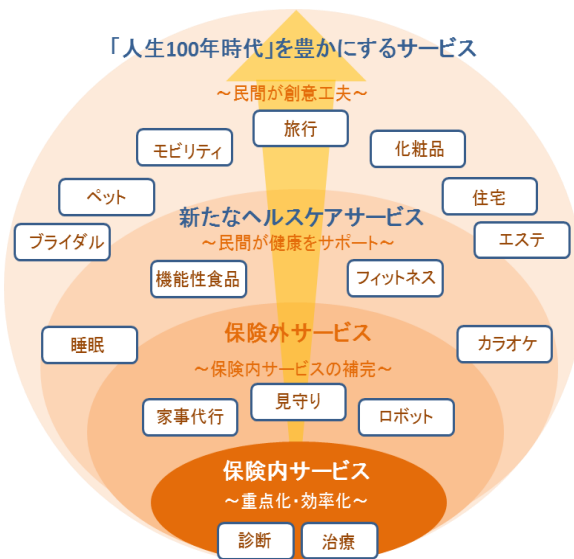 「人生100年時代」を豊かにするサービス
～民間が創意工夫～
旅行
モビリティ
化粧品
ペット
住宅
新たなヘルスケアサービス
ブライダル
エステ
～民間が健康をサポート～
機能性食品
フィットネス
保険外サービス
睡眠
カラオケ
～保険内サービスの補完～
見守り
家事代行
ロボット
保険内サービス
～重点化・効率化～
診断
治療